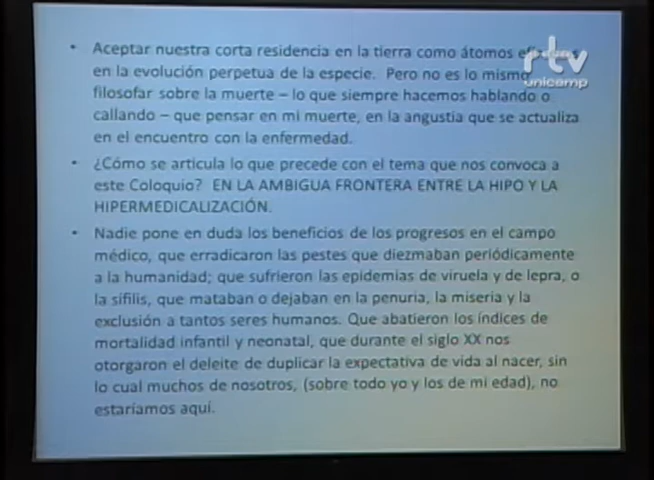 • Aceptar nuestra corta residencia en la tierra como átomos
en la evolución perpetua de la especie. Pero no es lo mismo
filosofar sobre la muerte – lo que siempre hacemos hablando o
callando – que pensar en mi muerte, en la angustia que se actualiza
en el encuentro con la enfermedad.
• ¿Cómo se articula lo que precede con el tema que nos convoca a
este Coloquio? EN LA AMBIGUA FRONTERA ENTRE LA HIPO Y LA
HIPERMEDICALIZACIÓN.
• Nadie pone en duda los beneficios de los progresos en el campo
médico, que erradicaron las pestes que diezmaban periódicamente
a la humanidad; que sufrieron las epidemias de viruela y de lepra, o
la sífilis, que mataban o dejaban en la penuria, la miseria y la
exclusión a tantos seres humanos. Que abatieron los índices de
mortalidad infantil y neonatal, que durante el siglo XX nos
otorgaron el deleite de duplicar la expectativa de vida al nacer, sin
lo cual muchos de nosotros, (sobre todo yo y los de mi edad), no
estaríamos aquí.
rtv
unicamp